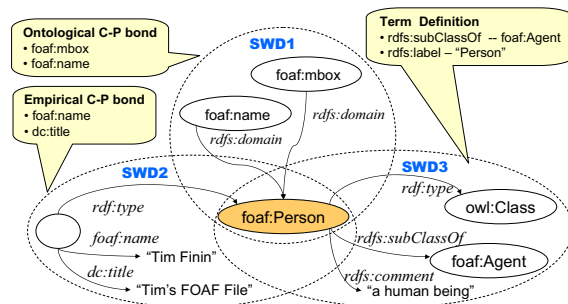 Ontological C-P bond
• foaf:mbox
• foaf:name
Term Definition
• rdfs:subClassOf -- foaf:Agent
• rdfs:label – “Person”
SWD1
foaf:mbox
foaf:name
rdfs:domain
rdfs:domain
Empirical C-P bond
• foaf:name
• dc:title
SWD2
SWD3
rdf:type
rdf:type
foaf:Person
owl:Class
foaf:name
rdfs:subClassOf
“Tim Finin”
foaf:Agent
dc:title
rdfs:comment
“Tim’s FOAF File”
“a human being”